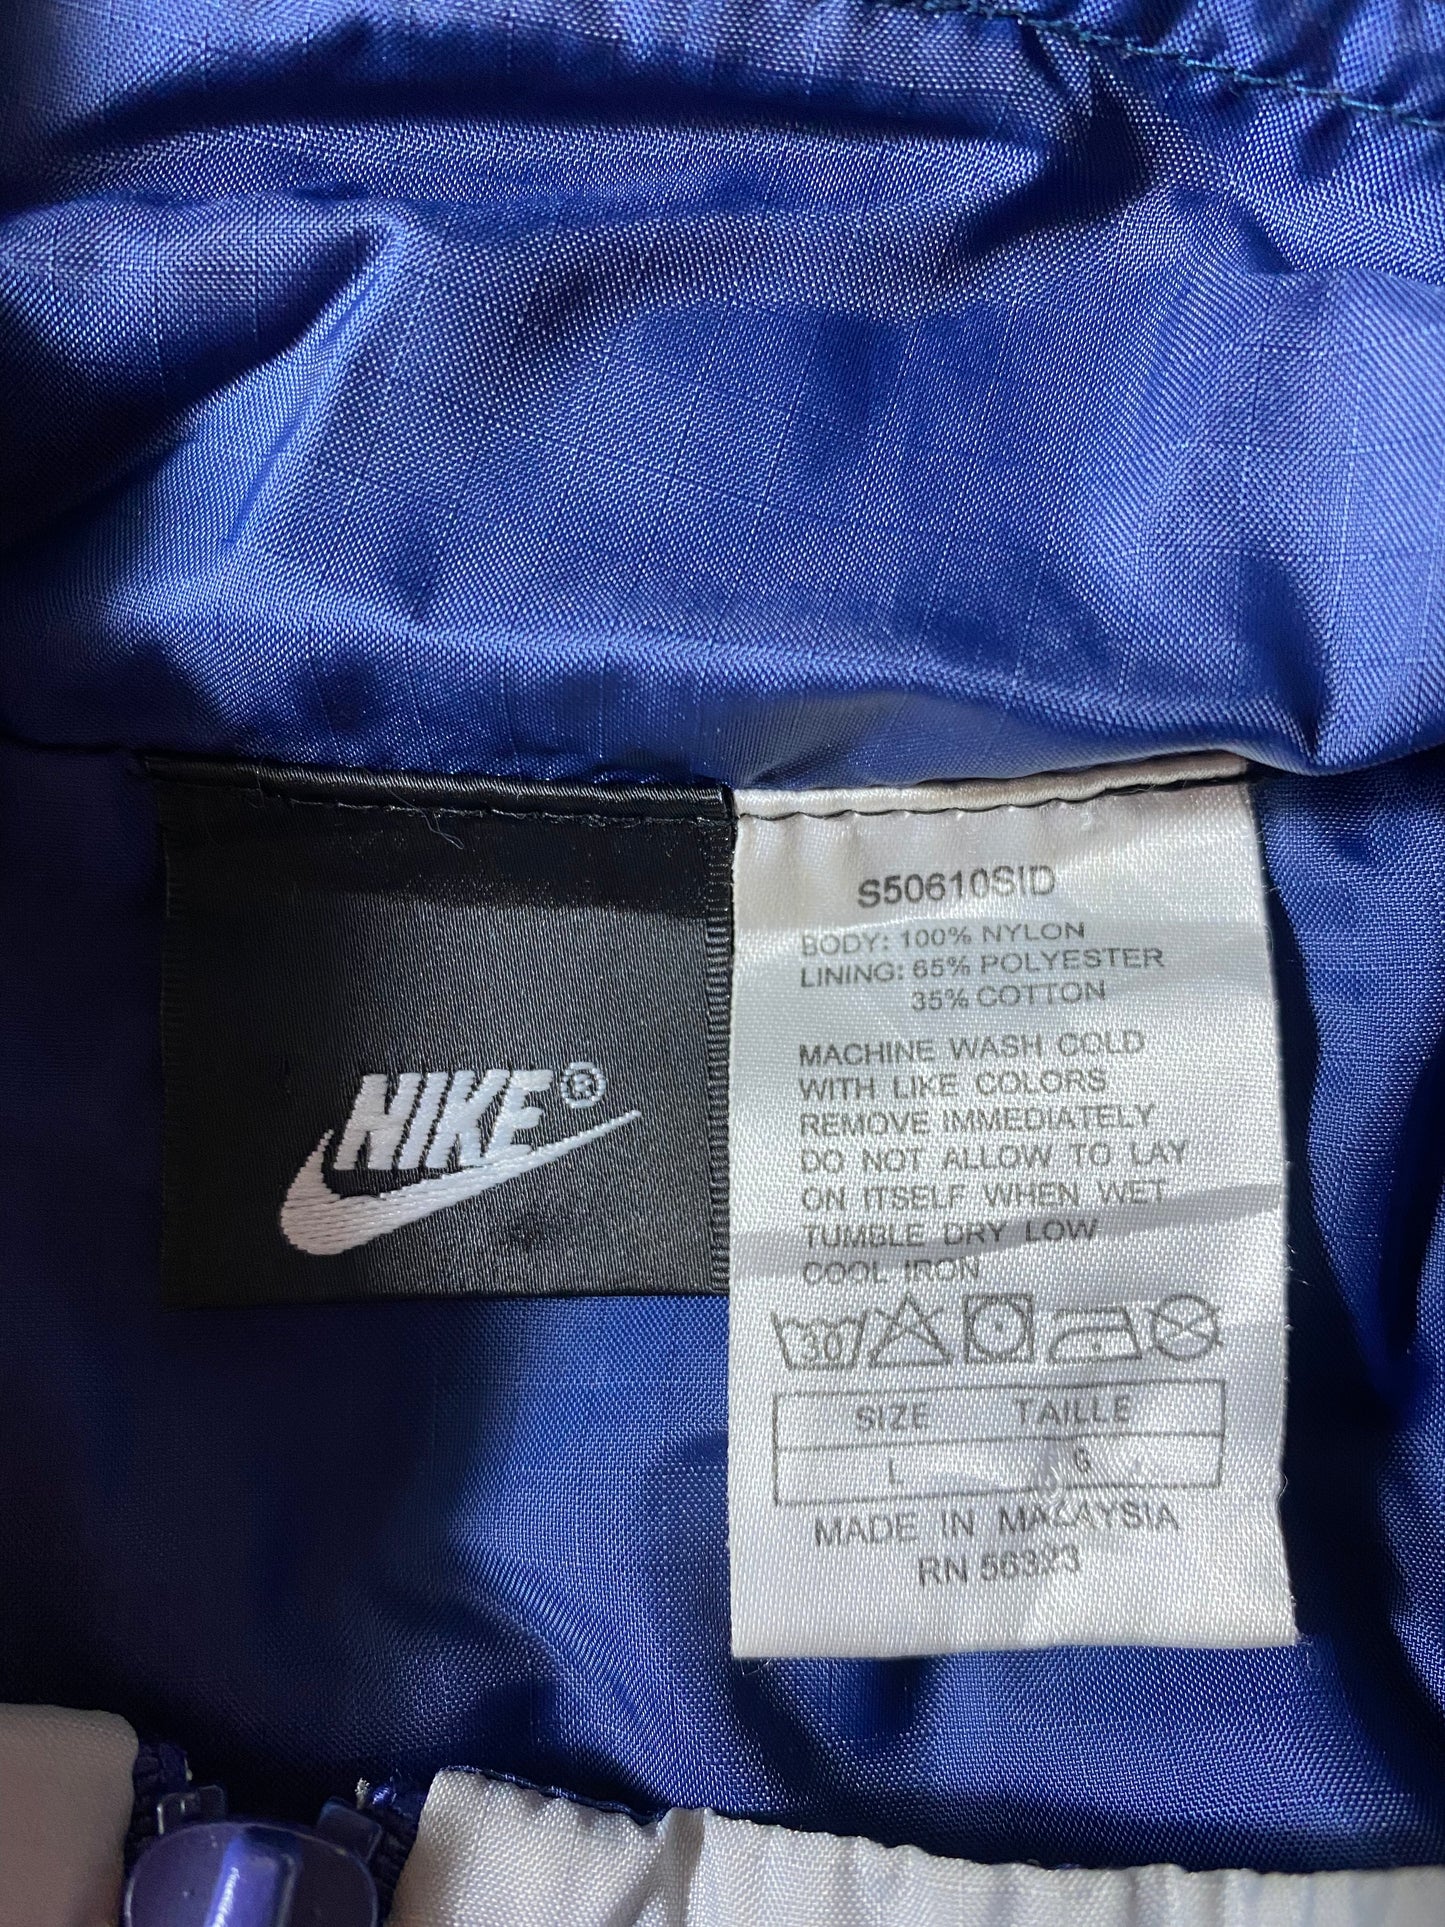 NIKE®
S50610SID
BODY: 100% NYLON
LINING: 65% POLYESTER
35% COTTON
MACHINE WASH COLD
WITH LIKE COLORS
REMOVE IMMEDIATELY
DO NOT ALLOW TO LAY
ON ITSELF WHEN WET
TUMBLE DRY LOW
COOL IRON
30
SIZE TAILLE
L G
MADE IN MALAYSIA
RN 56323